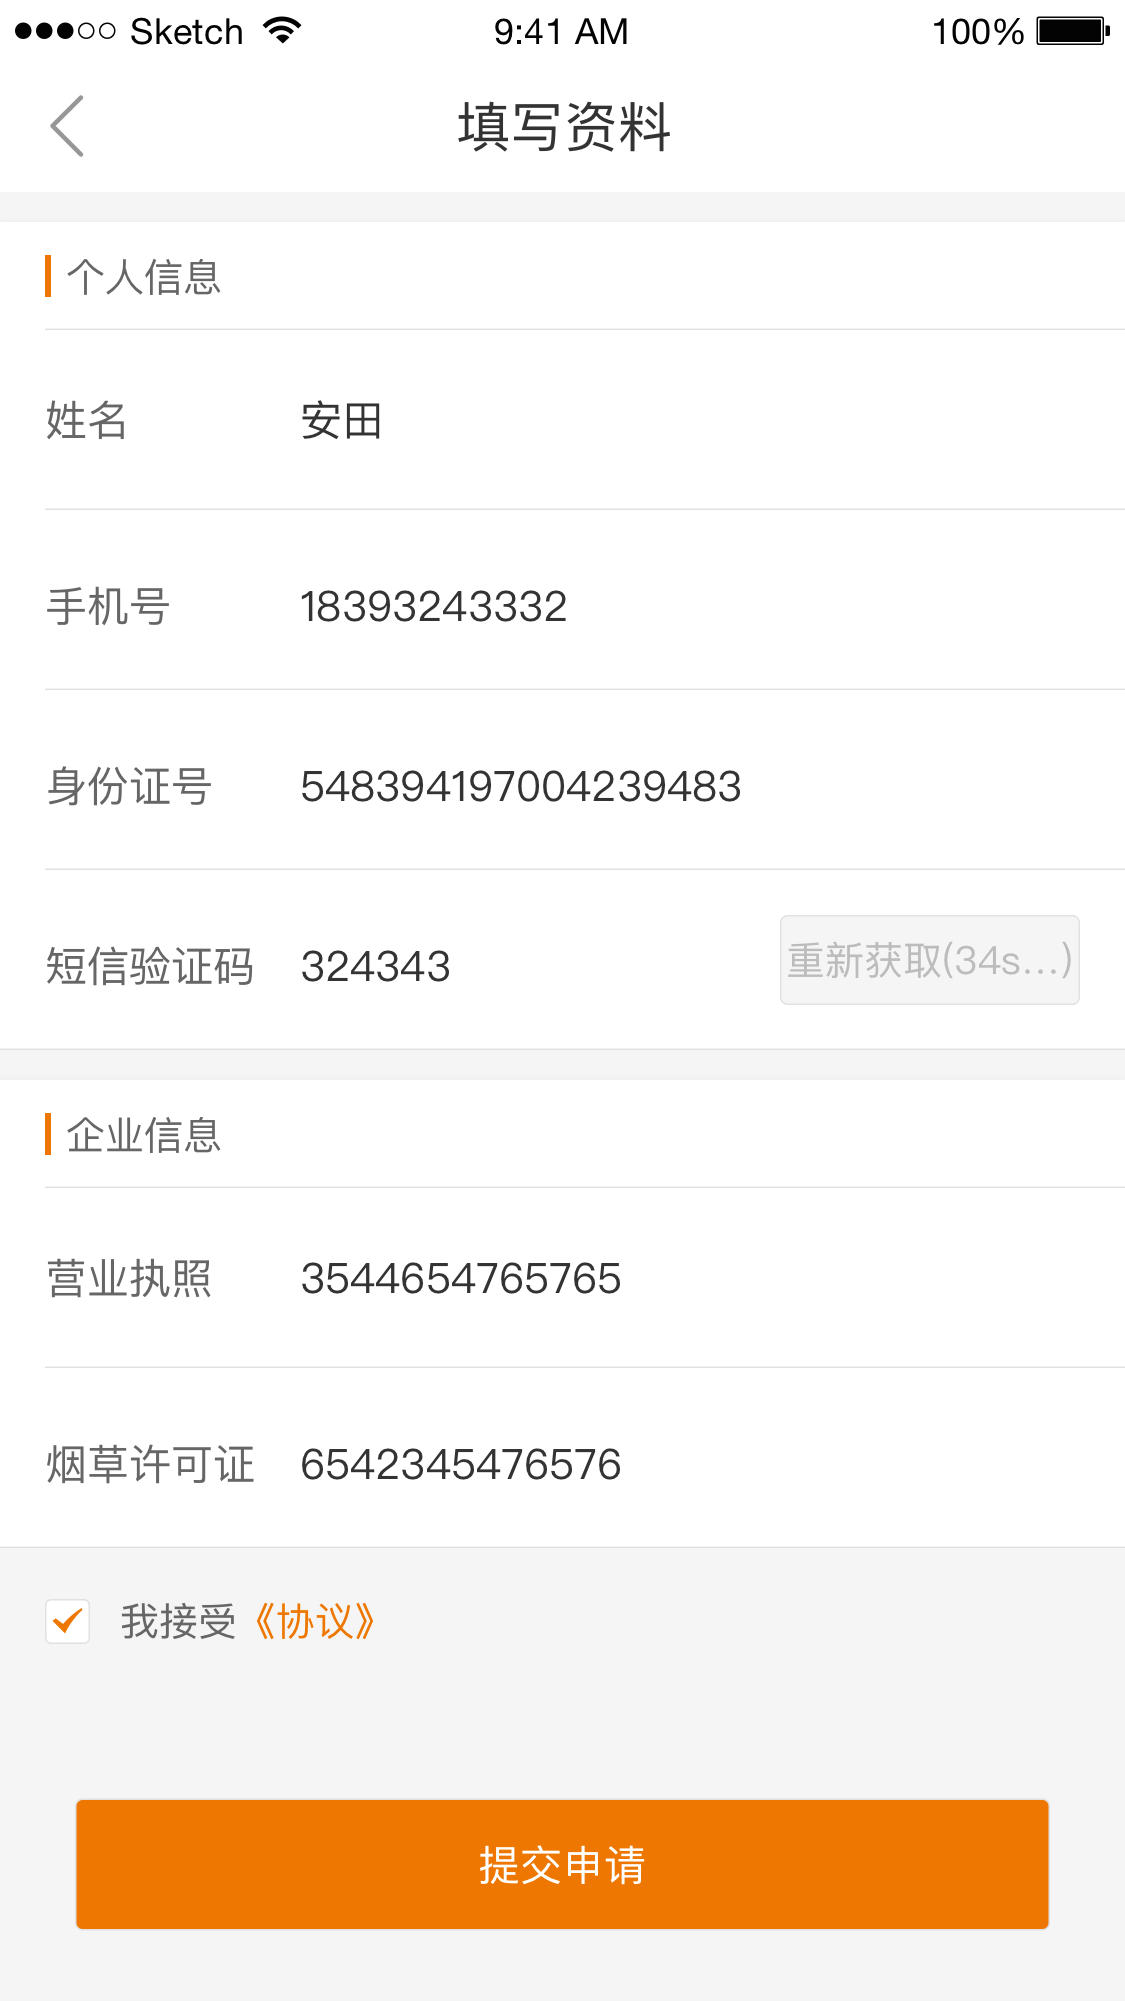 Sketch 9:41 AM 100%
填写资料
个人信息
姓名 安田
手机号 18393243332
身份证号 548394197004239483
短信验证码 324343 重新获取(34s...)
企业信息
营业执照 3544654765765
烟草许可证 6542345476576
我接受《协议》
提交申请